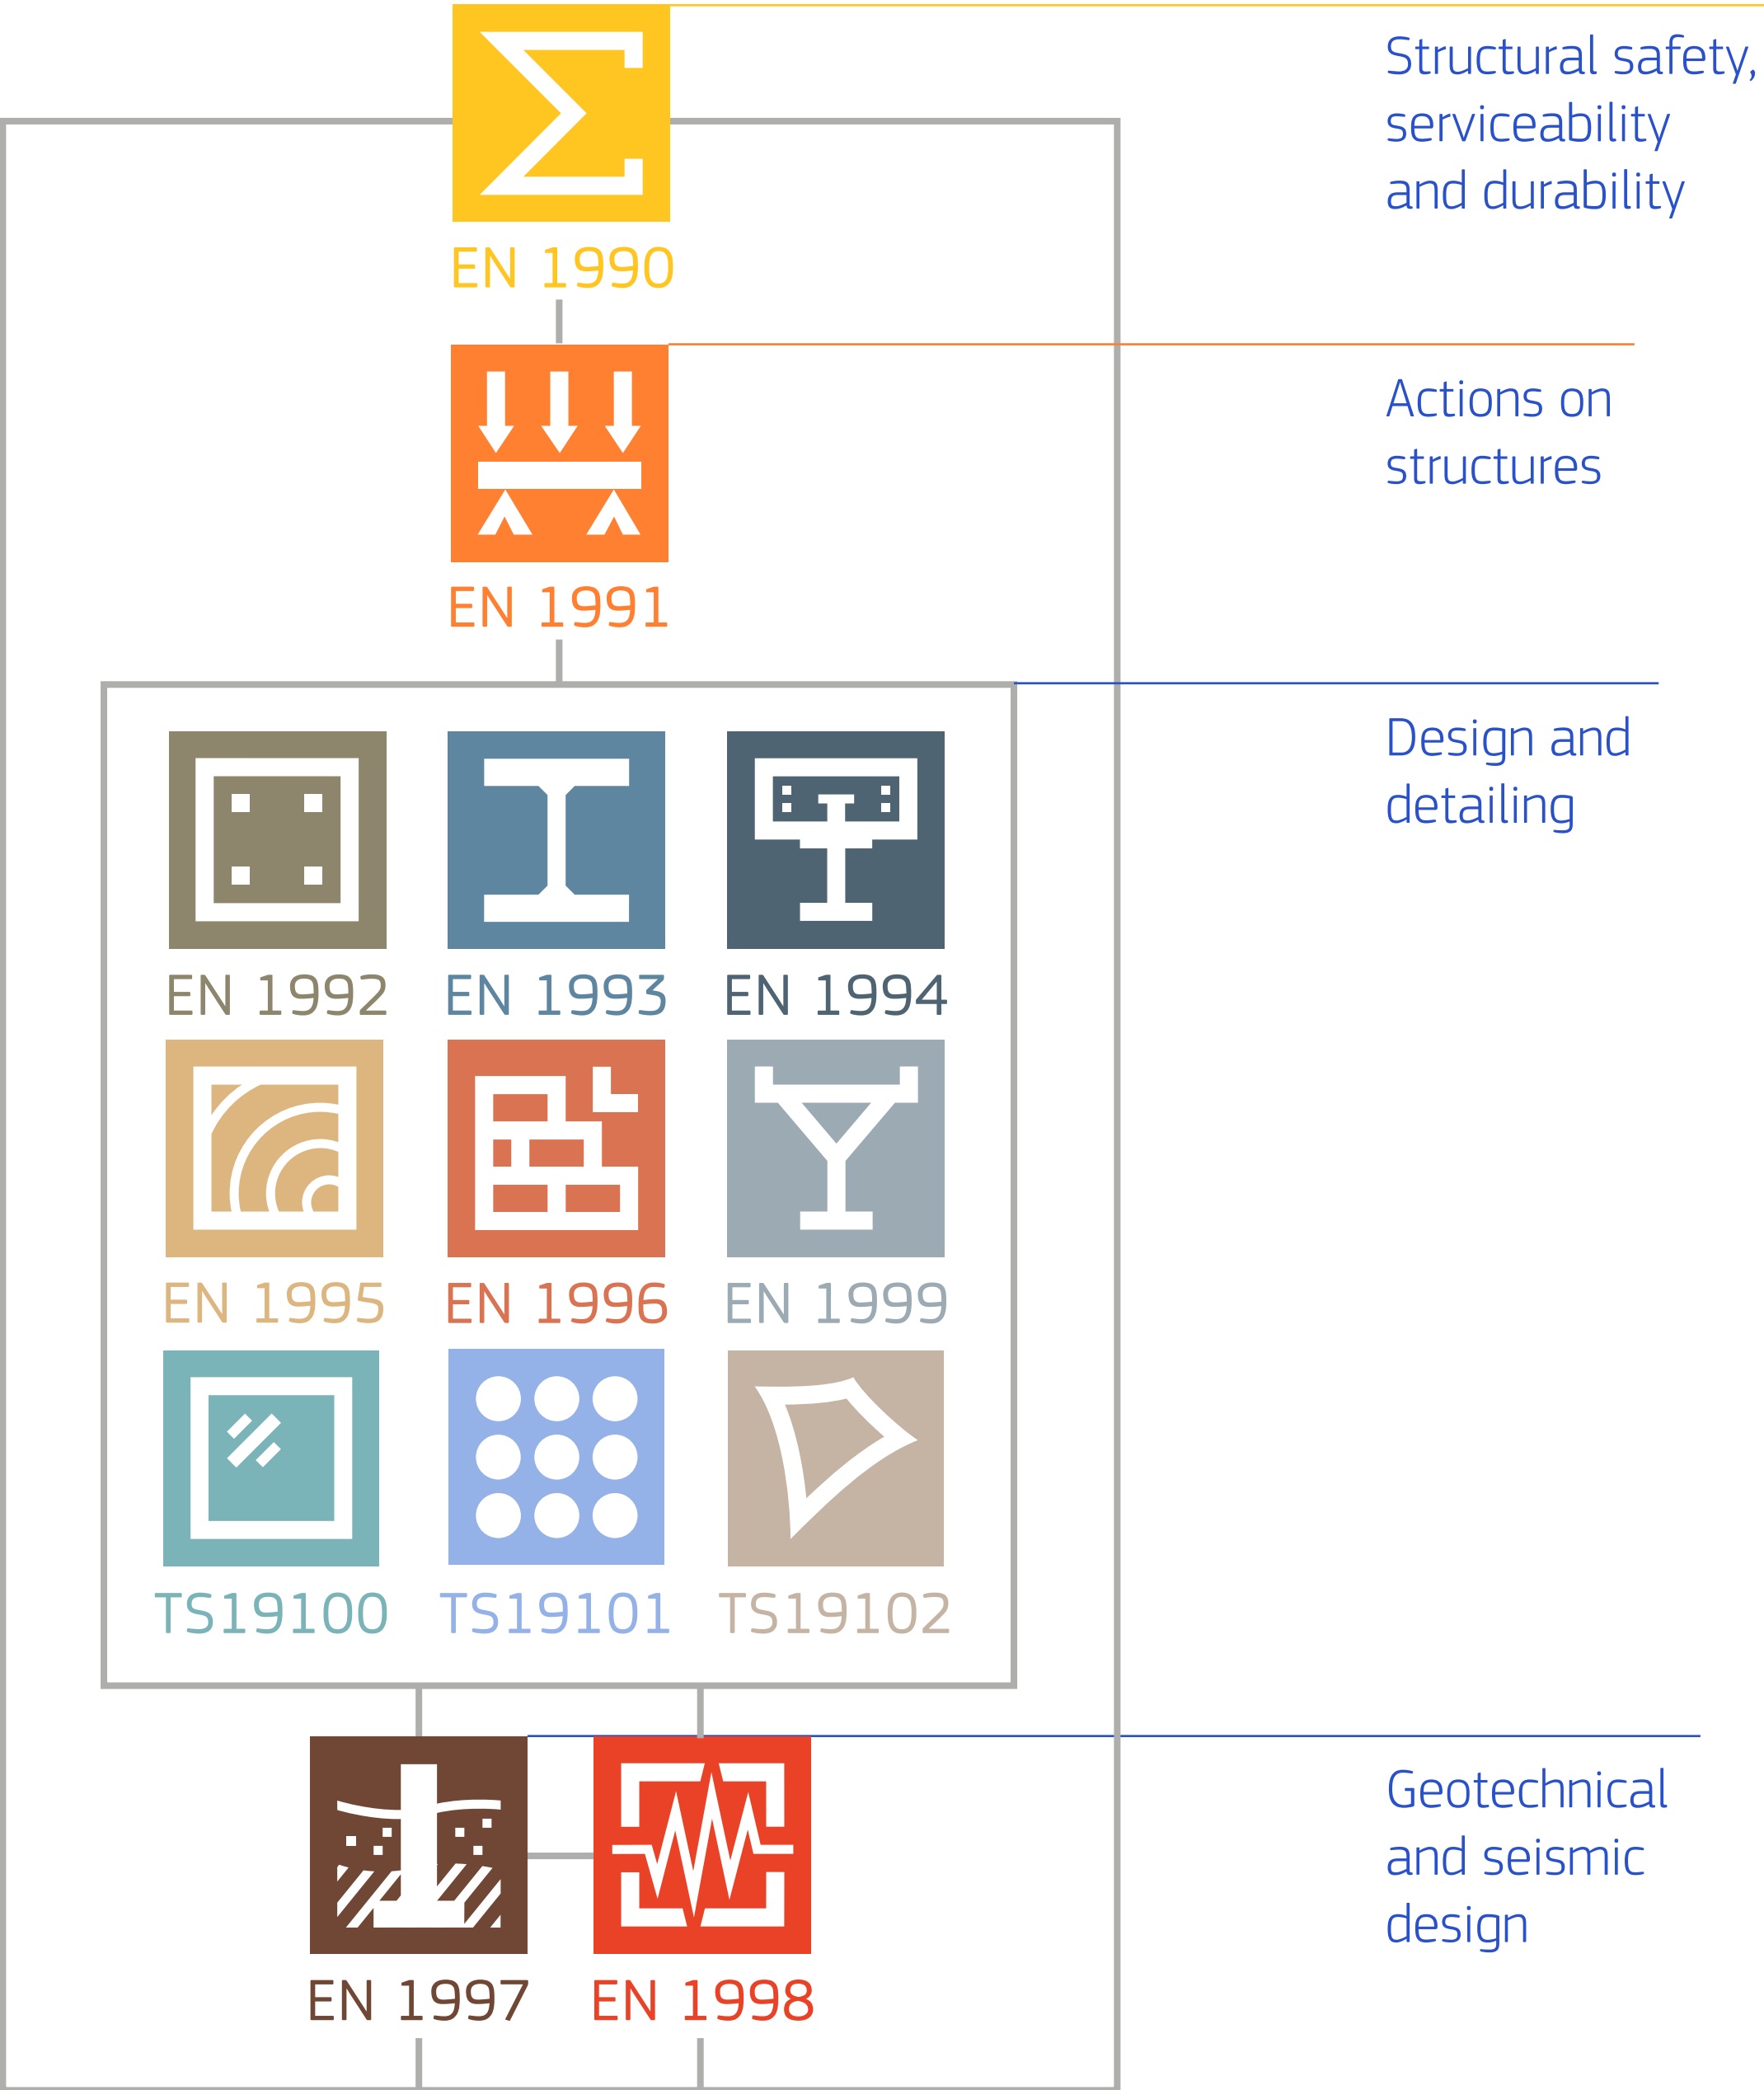 Structural safety,
serviceability
and durability
EN 1990
Actions on
structures
EN 1991
Design and
detailing
EN 1992 EN 1993 EN 1994
EN 1995 EN 1996 EN 1999
TS19100 TS19101 TS19102
Geotechnical
and seismic
design
EN 1997 EN 1998